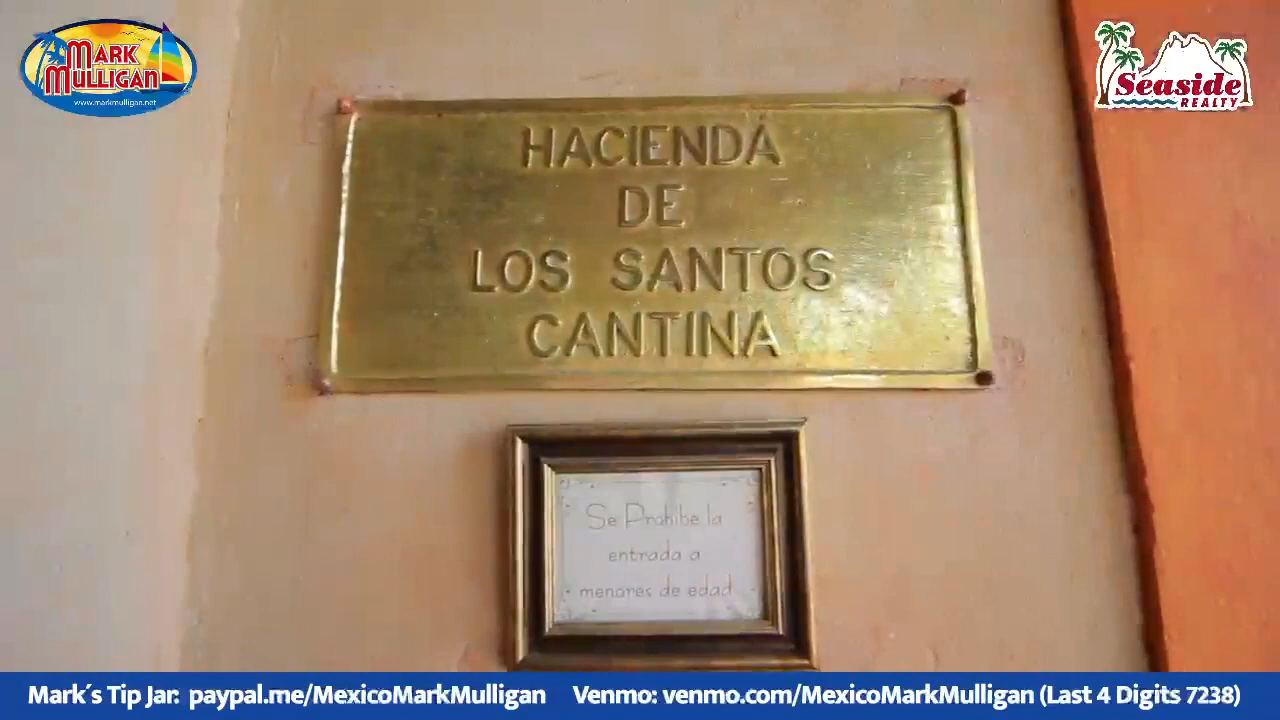 MARK
MULLIGAN
www.markmulligan.net
Seaside
REALTY
HACIENDA
DE
LOS SANTOS
CANTINA
Se Prohibe la
entrada a
menores de edad
Mark´s Tip Jar: paypal.me/MexicoMarkMulligan Venmo: venmo.com/MexicoMarkMulligan (Last 4 Digits 7238)